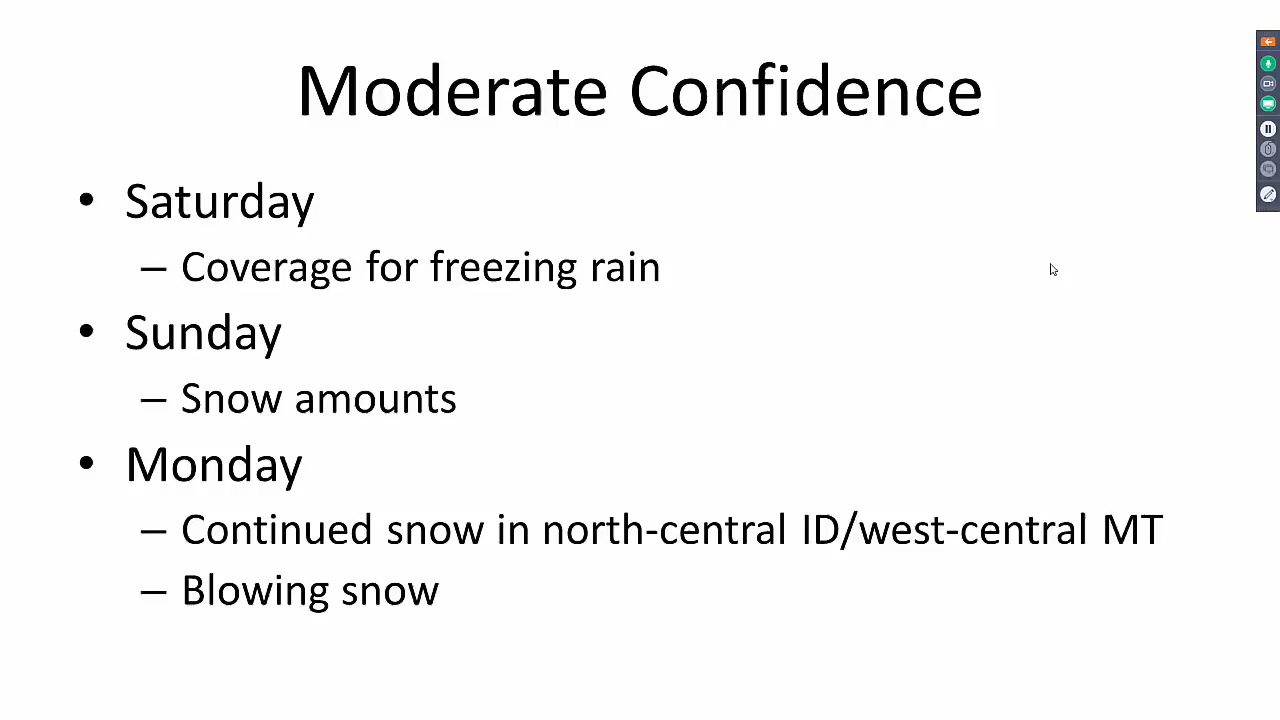 Moderate Confidence
• Saturday
– Coverage for freezing rain
• Sunday
– Snow amounts
• Monday
– Continued snow in north-central ID/west-central MT
– Blowing snow